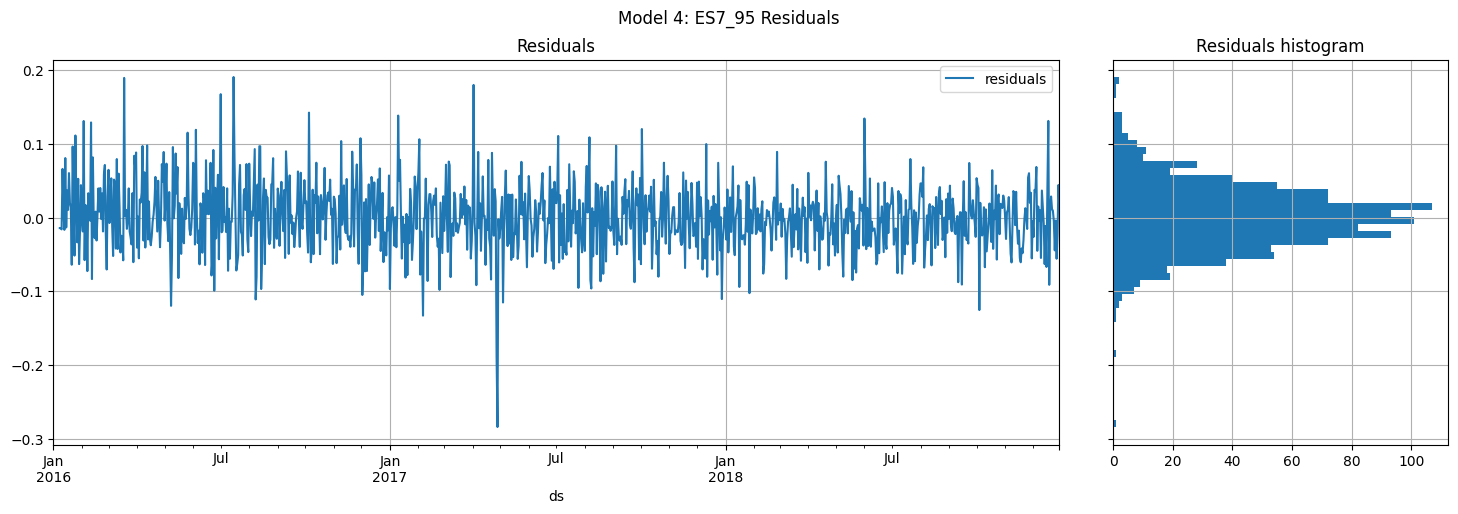 Model 4: ES7_95 Residuals
Residuals
residuals
0.2
0.1
0.0
−0.1
−0.2
−0.3
Jan
2016
Jul
Jan
2017
Jul
Jan
2018
Jul
ds
Residuals histogram
0
20
40
60
80
100